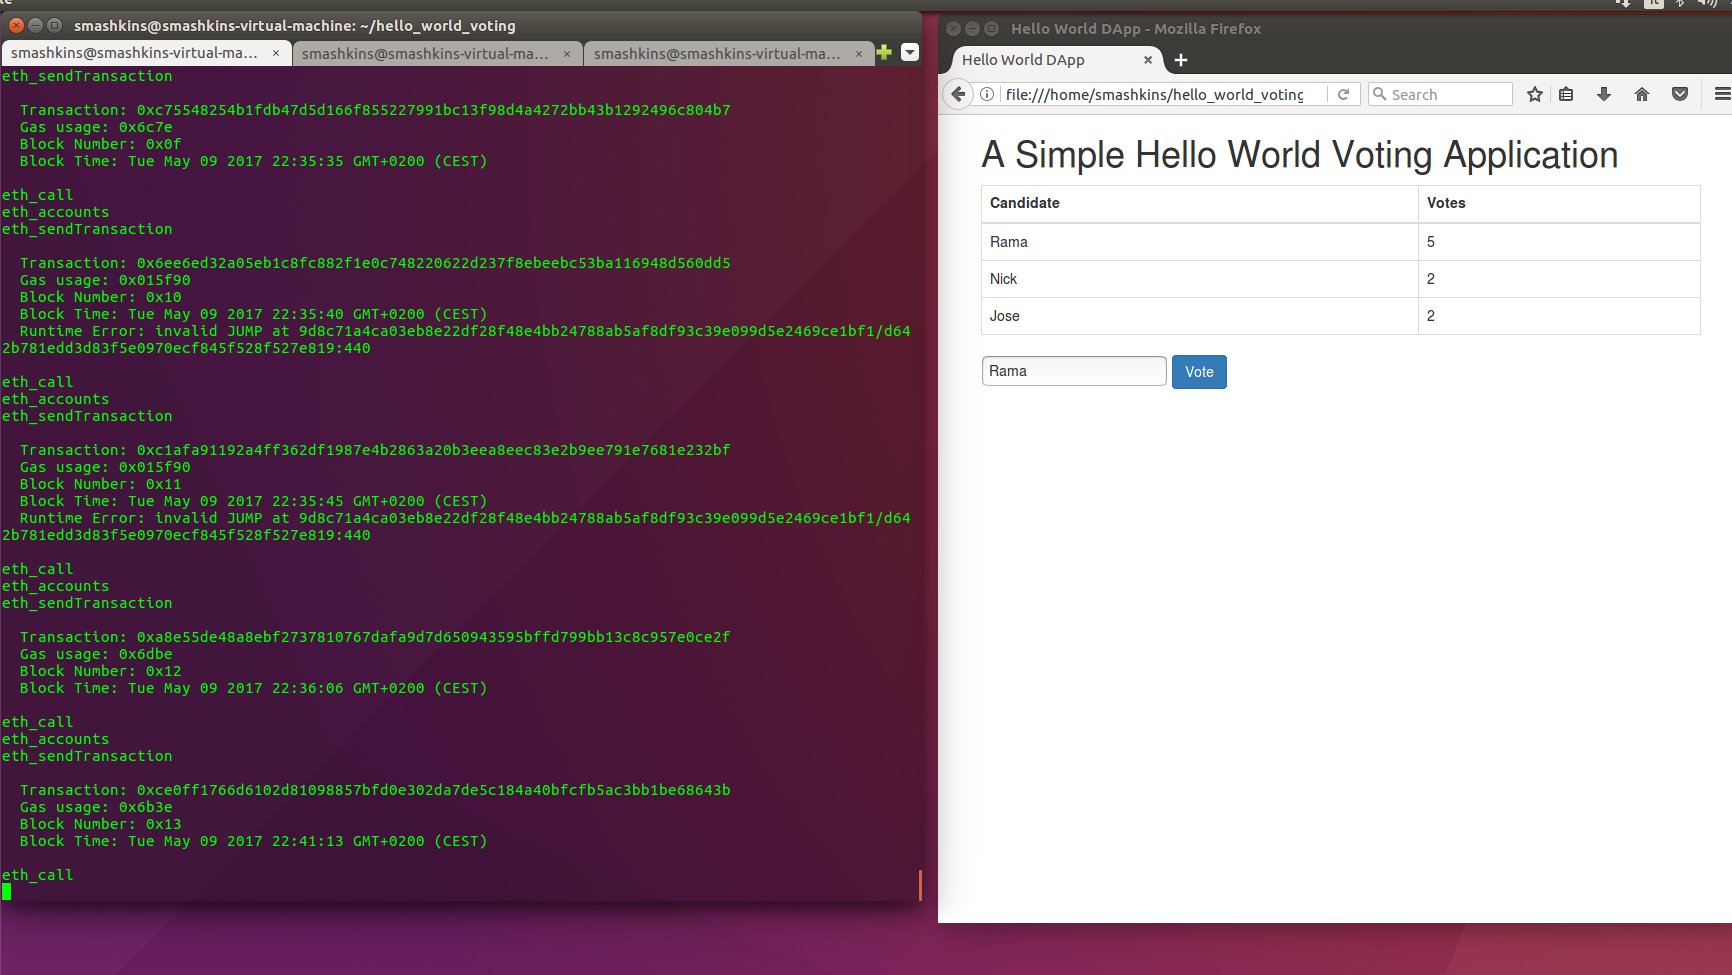 smashkins@smashkins-virtual-machine: ~/hello_world_voting
smashkins@smashkins-virtual-ma... × smashkins@smashkins-virtual-ma... × smashkins@smashkins-virtual-ma... ×
eth_sendTransaction
Transaction: 0xc75548254b1fdb47d5d166f855227991bc13f98d4a4272bb43b1292496c804b7
Gas usage: 0x6c7e
Block Number: 0x0f
Block Time: Tue May 09 2017 22:35:35 GMT+0200 (CEST)
eth_call
eth_accounts
eth_sendTransaction
Transaction: 0x6ee6ed32a05eb1c8fc882f1e0c748220622d237f8ebeebc53ba116948d560dd5
Gas usage: 0x015f90
Block Number: 0x10
Block Time: Tue May 09 2017 22:35:40 GMT+0200 (CEST)
Runtime Error: invalid JUMP at 9d8c71a4ca03eb8e22df28f48e4bb24788ab5af8df93c39e099d5e2469ce1bf1/d64
2b781edd3d83f5e0970ecf845f528f527e819:440
eth_call
eth_accounts
eth_sendTransaction
Transaction: 0xc1afa91192a4ff362df1987e4b2863a20b3eea8eec83e2b9ee791e7681e232bf
Gas usage: 0x015f90
Block Number: 0x11
Block Time: Tue May 09 2017 22:35:45 GMT+0200 (CEST)
Runtime Error: invalid JUMP at 9d8c71a4ca03eb8e22df28f48e4bb24788ab5af8df93c39e099d5e2469ce1bf1/d64
2b781edd3d83f5e0970ecf845f528f527e819:440
eth_call
eth_accounts
eth_sendTransaction
Transaction: 0xa8e55de48a8ebf2737810767dafa9d7d650943595bffd799bb13c8c957e0ce2f
Gas usage: 0x6dbe
Block Number: 0x12
Block Time: Tue May 09 2017 22:36:06 GMT+0200 (CEST)
eth_call
eth_accounts
eth_sendTransaction
Transaction: 0xce0ff1766d6102d81098857bfd0e302da7de5c184a40bfcfb5ac3bb1be68643b
Gas usage: 0x6b3e
Block Number: 0x13
Block Time: Tue May 09 2017 22:41:13 GMT+0200 (CEST)
eth_call
Hello World DApp - Mozilla Firefox
Hello World DApp ×
file:///home/smashkins/hello_world_voting
Search
A Simple Hello World Voting Application
Candidate Votes
Rama 5
Nick 2
Jose 2
Rama Vote